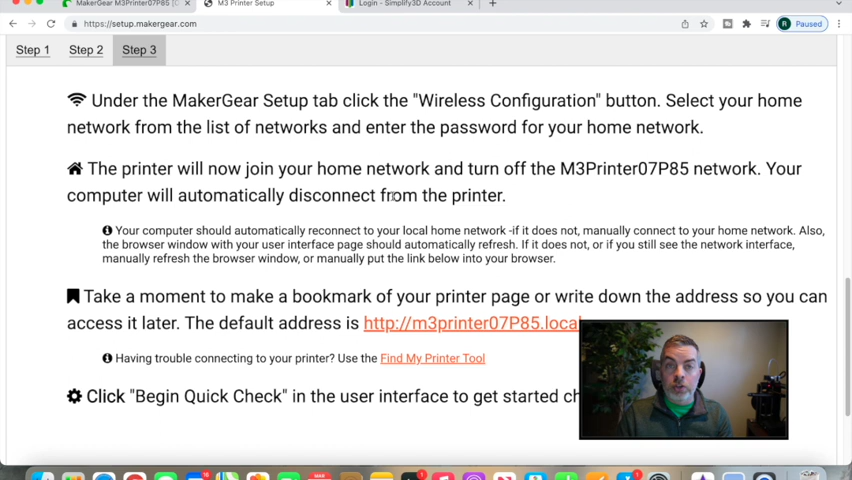 MakerGear M3Printer07P85 [C
M3 Printer Setup
Login - Simplify3D Account
https://setup.makergear.com
R Paused
Step 1 Step 2 Step 3
Under the MakerGear Setup tab click the "Wireless Configuration" button. Select your home
network from the list of networks and enter the password for your home network.
The printer will now join your home network and turn off the M3Printer07P85 network. Your
computer will automatically disconnect from the printer.
Your computer should automatically reconnect to your local home network -if it does not, manually connect to your home network. Also,
the browser window with your user interface page should automatically refresh. If it does not, or if you still see the network interface,
manually refresh the browser window, or manually put the link below into your browser.
Take a moment to make a bookmark of your printer page or write down the address so you can
access it later. The default address is http://m3printer07P85.local
Having trouble connecting to your printer? Use the Find My Printer Tool
Click "Begin Quick Check" in the user interface to get started ch